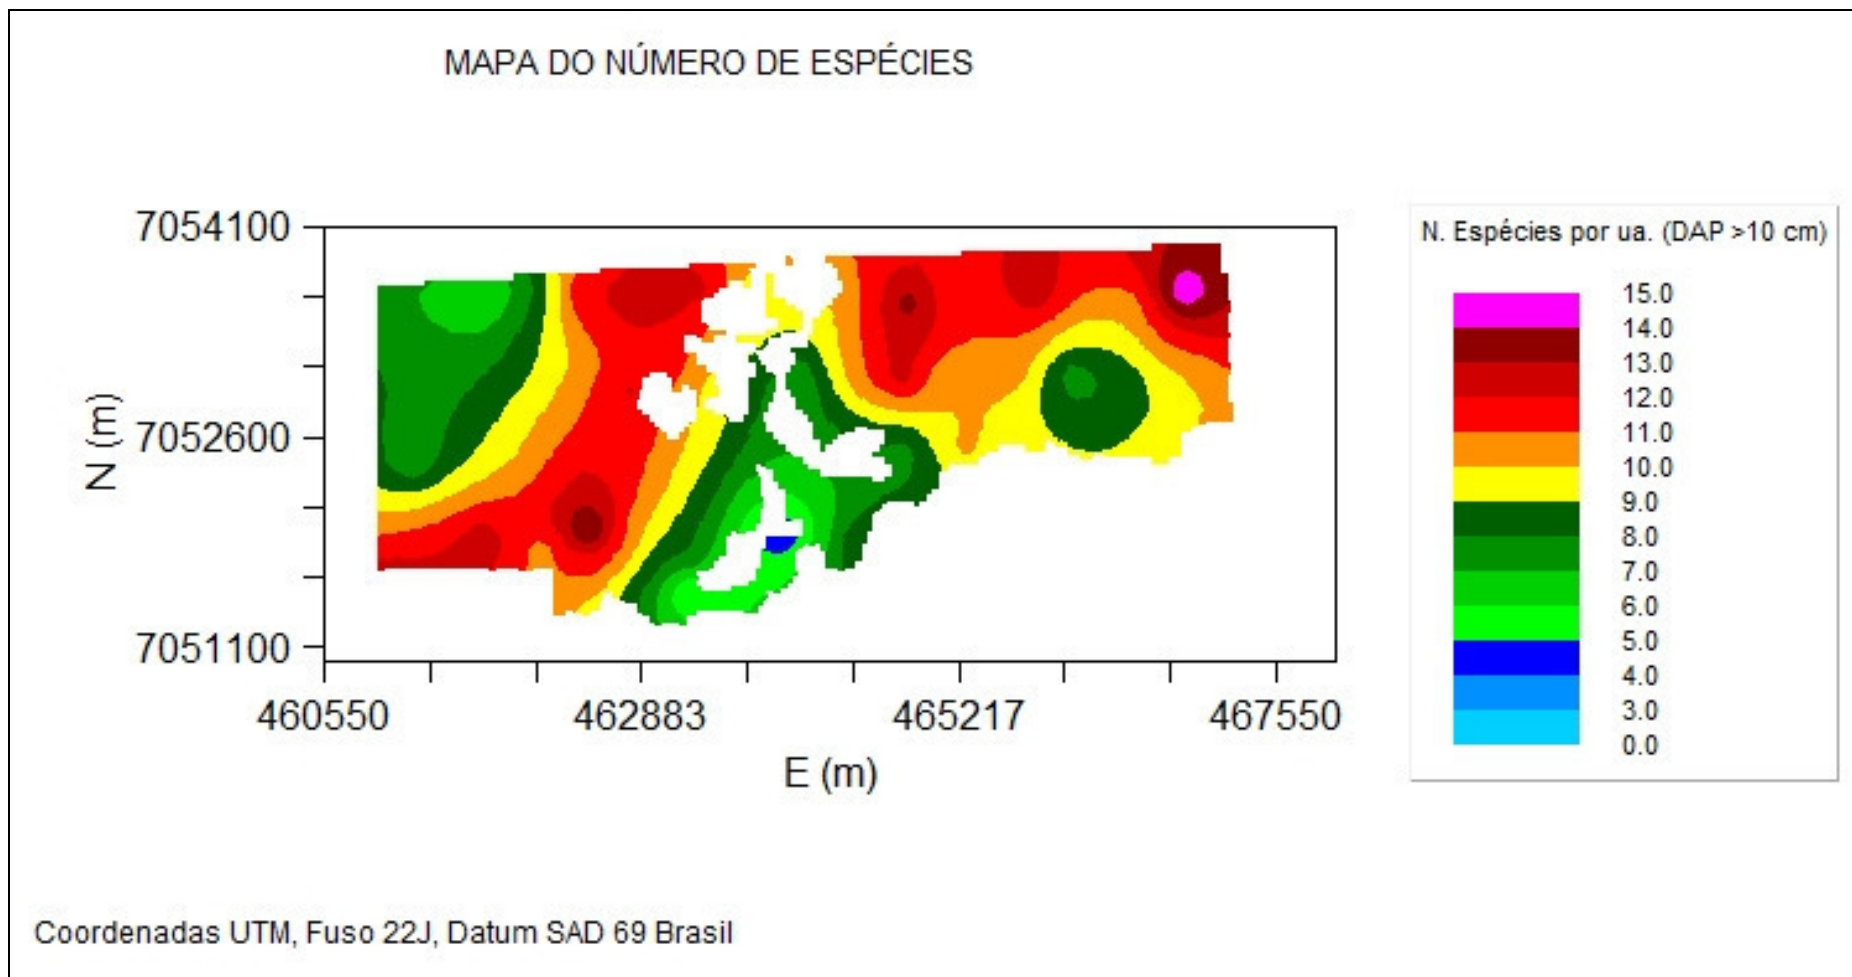 MAPA DO NÚMERO DE ESPÉCIES
7054100
7052600
7051100
N (m)
460550 462883 465217 467550
E (m)
N. Espécies por ua. (DAP >10 cm)
15.0
14.0
13.0
12.0
11.0
10.0
9.0
8.0
7.0
6.0
5.0
4.0
3.0
0.0
Coordenadas UTM, Fuso 22J, Datum SAD 69 Brasil